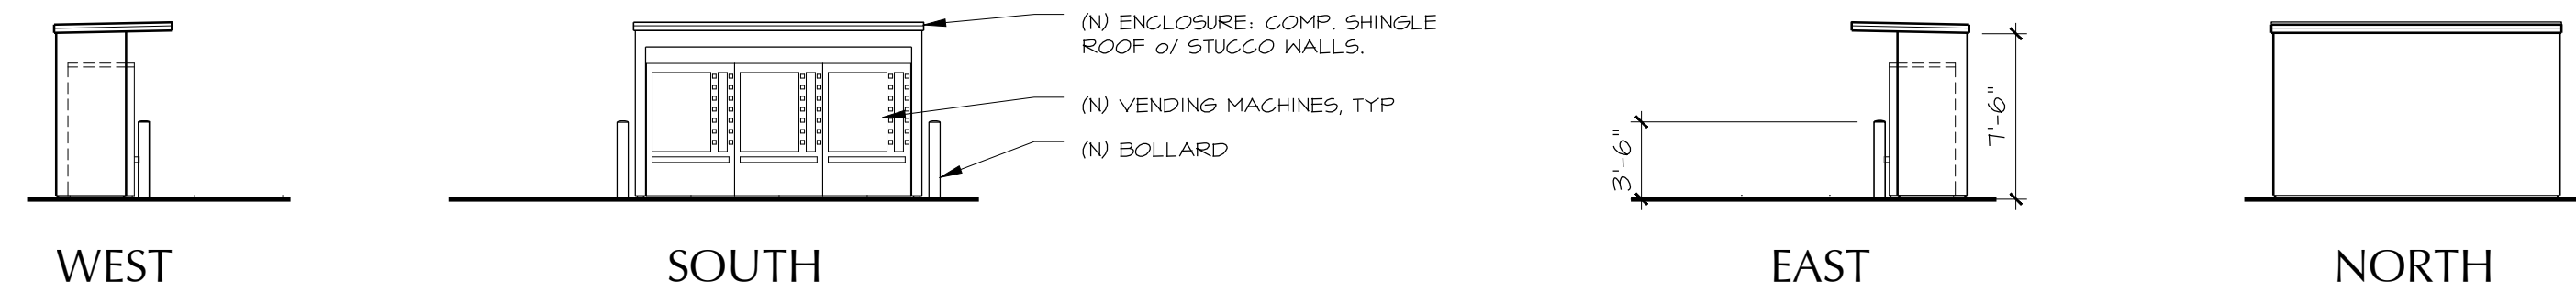 (N) ENCLOSURE: COMP. SHINGLE
ROOF o/ STUCCO WALLS.
(N) VENDING MACHINES, TYP
(N) BOLLARD
3'-6"
7'-6"
WEST
SOUTH
EAST
NORTH